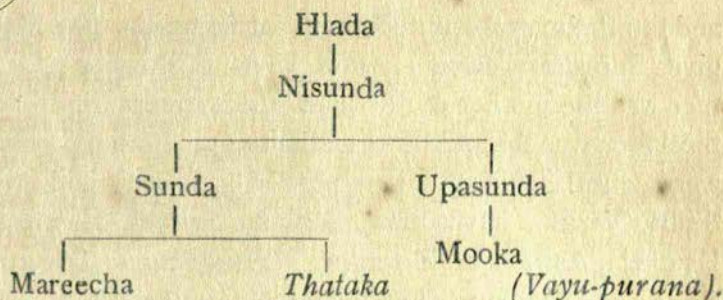 Hlada
Nisunda
Sunda Upasunda
Mooka
Mareecha Thataka (Vayu-purana).